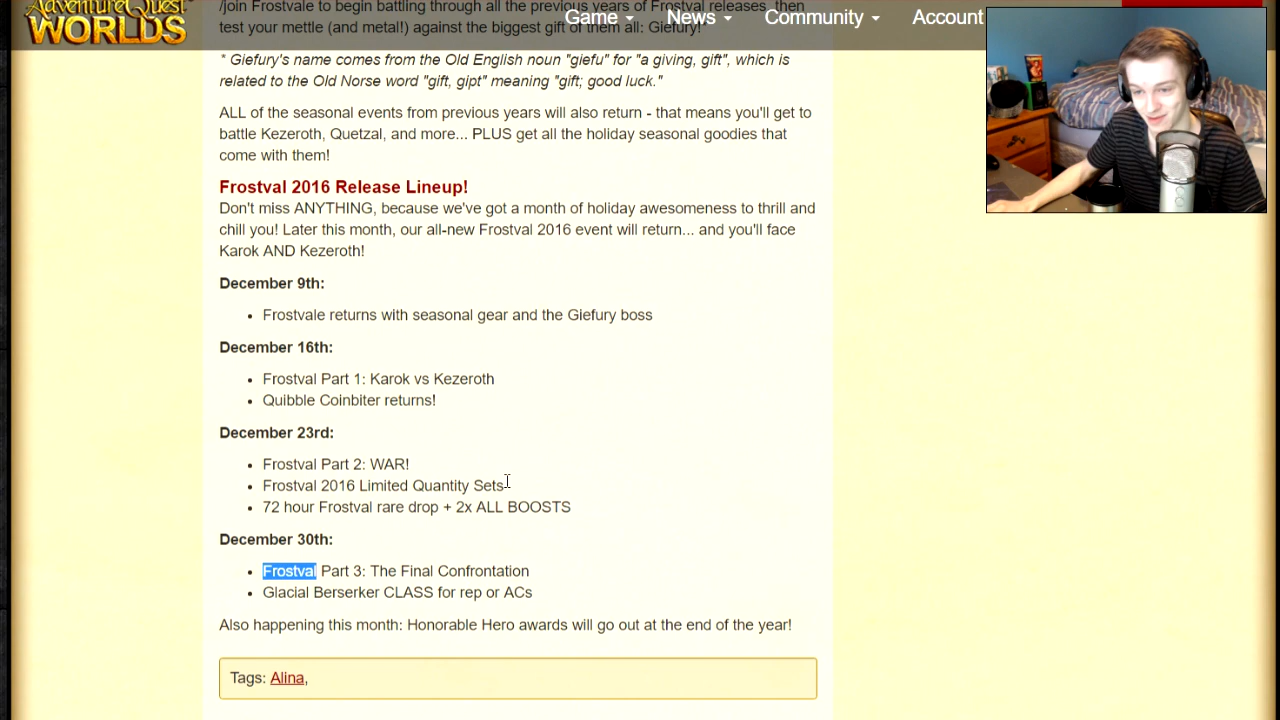 /join Frostvale to begin battling through all the previous years of Frostval releases, then
AdventureQuest
WORLDS
Game News Community Account
test your mettle (and metal!) against the biggest gift of them all: Giefury!
* Giefury's name comes from the Old English noun "giefu" for "a giving, gift", which is
related to the Old Norse word "gift, gipt" meaning "gift; good luck."
ALL of the seasonal events from previous years will also return - that means you'll get to
battle Kezeroth, Quetzal, and more... PLUS get all the holiday seasonal goodies that
come with them!
Frostval 2016 Release Lineup!
Don't miss ANYTHING, because we've got a month of holiday awesomeness to thrill and
chill you! Later this month, our all-new Frostval 2016 event will return... and you'll face
Karok AND Kezeroth!
December 9th:
• Frostvale returns with seasonal gear and the Giefury boss
December 16th:
• Frostval Part 1: Karok vs Kezeroth
• Quibble Coinbiter returns!
December 23rd:
• Frostval Part 2: WAR!
• Frostval 2016 Limited Quantity Sets
• 72 hour Frostval rare drop + 2x ALL BOOSTS
December 30th:
• Frostval Part 3: The Final Confrontation
• Glacial Berserker CLASS for rep or ACs
Also happening this month: Honorable Hero awards will go out at the end of the year!
Tags: Alina,